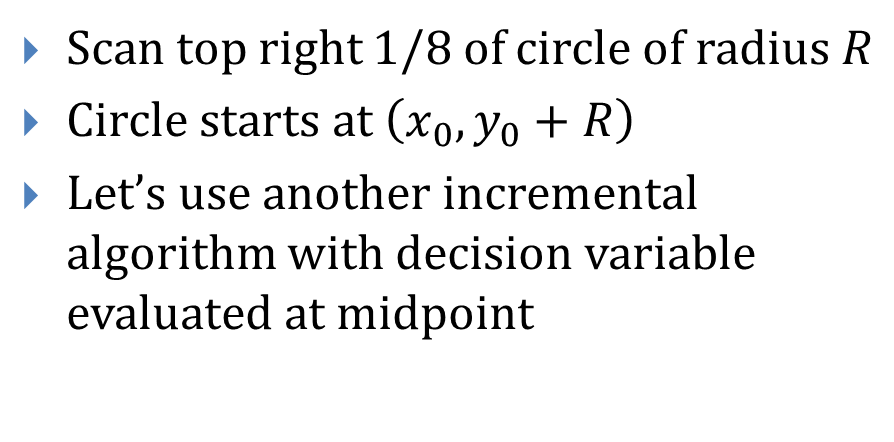 Scan top right 1/8 of circle of radius R
Circle starts at (x₀, y₀ + R)
Let’s use another incremental
algorithm with decision variable
evaluated at midpoint